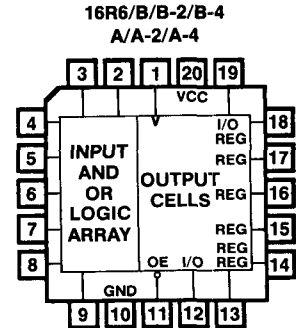 16R6/B/B-2/B-4
A/A-2/A-4
3 2 1 20 19
VCC
4 I/O 18
REG
5 INPUT REG 17
AND OUTPUT
6 OR CELLS REG 16
LOGIC
7 ARRAY REG 15
REG
8 OE I/O REG 14
GND
9 10 11 12 13